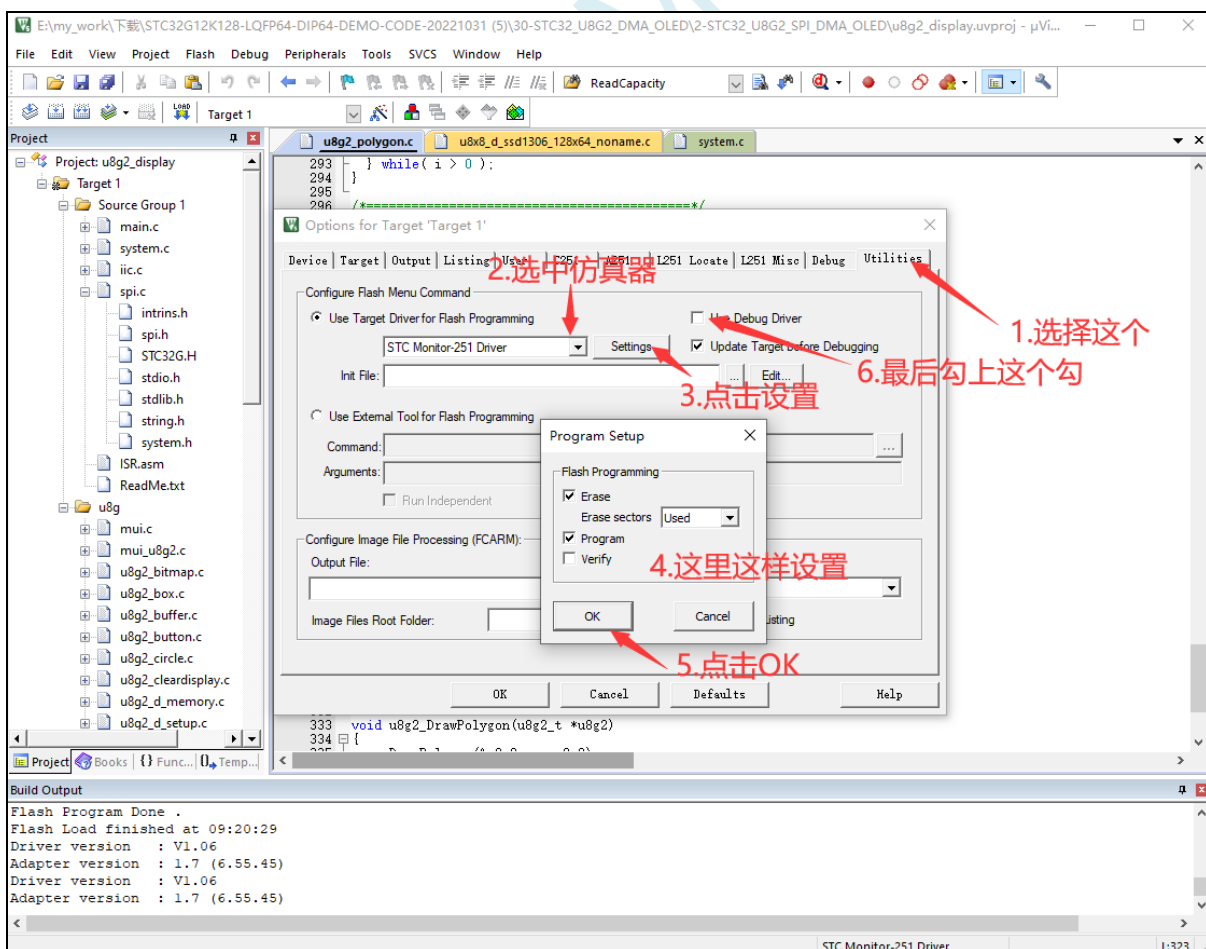 E:\my_work\下载\STC32G12K128-LQFP64-DIP64-DEMO-CODE-20221031 (5)\30-STC32_U8G2_DMA_OLED\2-STC32_U8G2_SPI_DMA_OLED\u8g2_display.uvproj - µVi...
File Edit View Project Flash Debug Peripherals Tools SVCS Window Help
ReadCapacity
LOAD
Target 1
Project
u8g2_polygon.c
u8x8_d_ssd1306_128x64_noname.c
system.c
Project: u8g2_display
Target 1
Source Group 1
main.c
system.c
iic.c
spi.c
intrins.h
spi.h
STC32G.H
stdio.h
stdlib.h
string.h
system.h
ISR.asm
ReadMe.txt
u8g
mui.c
mui_u8g2.c
u8g2_bitmap.c
u8g2_box.c
u8g2_buffer.c
u8g2_button.c
u8g2_circle.c
u8g2_cleardisplay.c
u8g2_d_memory.c
u8g2_d_setup.c
Project Books {} Func... Temp...
293 } while( i > 0 );
294 }
295
296 /*==========================================*/
Options for Target 'Target 1'
Device Target Output Listing User C251 A251 L251 Locate L251 Misc Debug Utilities
2.选中仿真器
1.选择这个
Configure Flash Menu Command
Use Target Driver for Flash Programming
Use Debug Driver
STC Monitor-251 Driver
Settings
Update Target before Debugging
6.最后勾上这个勾
Init File:
...
Edit...
3.点击设置
Use External Tool for Flash Programming
Command:
...
Arguments:
Run Independent
Program Setup
Flash Programming
Erase
Erase sectors Used
Program
Verify
4.这里这样设置
OK
Cancel
5.点击OK
Configure Image File Processing (FCARM):
Output File:
Image Files Root Folder:
OK Cancel Defaults Help
333 void u8g2_DrawPolygon(u8g2_t *u8g2)
334 {
Build Output
Flash Program Done .
Flash Load finished at 09:20:29
Driver version : V1.06
Adapter version : 1.7 (6.55.45)
Driver version : V1.06
Adapter version : 1.7 (6.55.45)
STC Monitor-251 Driver
L:323